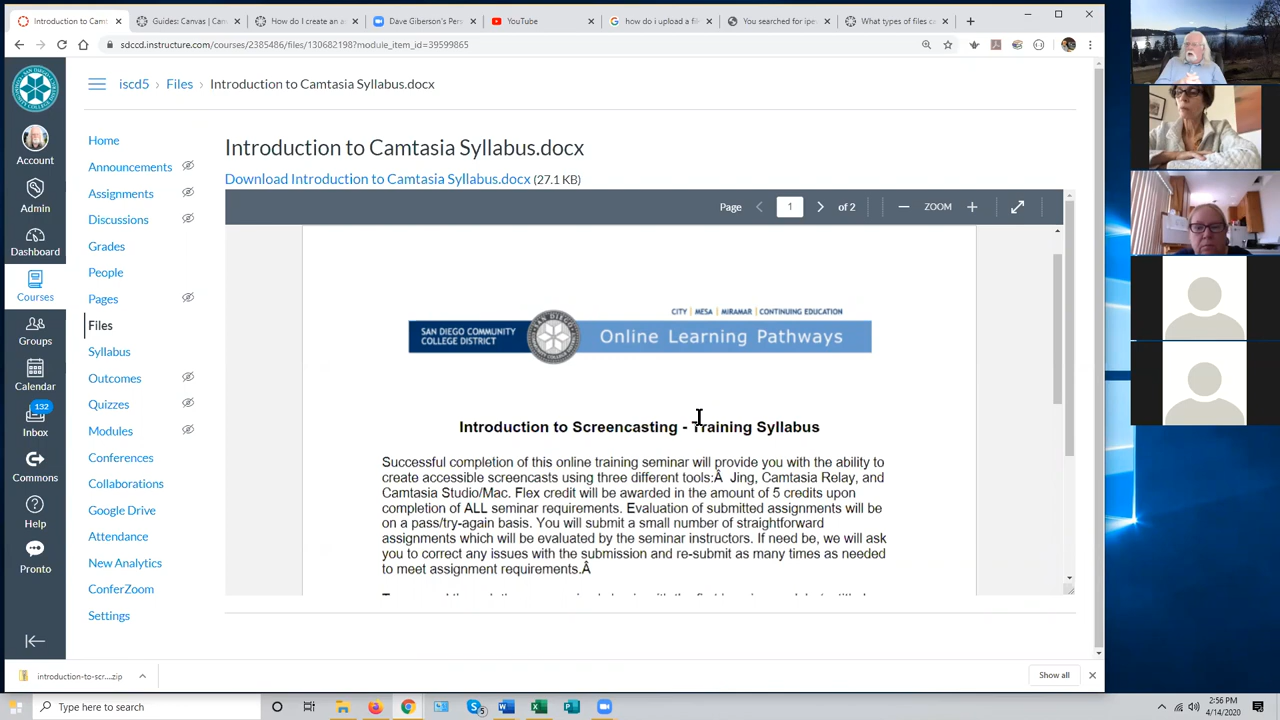 Introduction to Camt
Guides: Canvas | Can
How do I create an as
Dave Giberson's Pers
YouTube
how do i upload a fil
You searched for ipe
What types of files ca
sdccd.instructure.com/courses/2385486/files/130682198?module_item_id=39599865
iscd5 › Files › Introduction to Camtasia Syllabus.docx
Account
Admin
Dashboard
Courses
Groups
Calendar
132
Inbox
Commons
Help
Pronto
Home
Announcements
Assignments
Discussions
Grades
People
Pages
Files
Syllabus
Outcomes
Quizzes
Modules
Conferences
Collaborations
Google Drive
Attendance
New Analytics
ConferZoom
Settings
Introduction to Camtasia Syllabus.docx
Download Introduction to Camtasia Syllabus.docx (27.1 KB)
Page 1 of 2 ZOOM
CITY | MESA | MIRAMAR | CONTINUING EDUCATION
SAN DIEGO COMMUNITY
COLLEGE DISTRICT
Online Learning Pathways
Introduction to Screencasting - Training Syllabus
Successful completion of this online training seminar will provide you with the ability to
create accessible screencasts using three different tools:Â Jing, Camtasia Relay, and
Camtasia Studio/Mac. Flex credit will be awarded in the amount of 5 credits upon
completion of ALL seminar requirements. Evaluation of submitted assignments will be
on a pass/try-again basis. You will submit a small number of straightforward
assignments which will be evaluated by the seminar instructors. If need be, we will ask
you to correct any issues with the submission and re-submit as many times as needed
to meet assignment requirements.Â
introduction-to-scr....zip
Show all
Type here to search
5
2:56 PM
4/14/2020